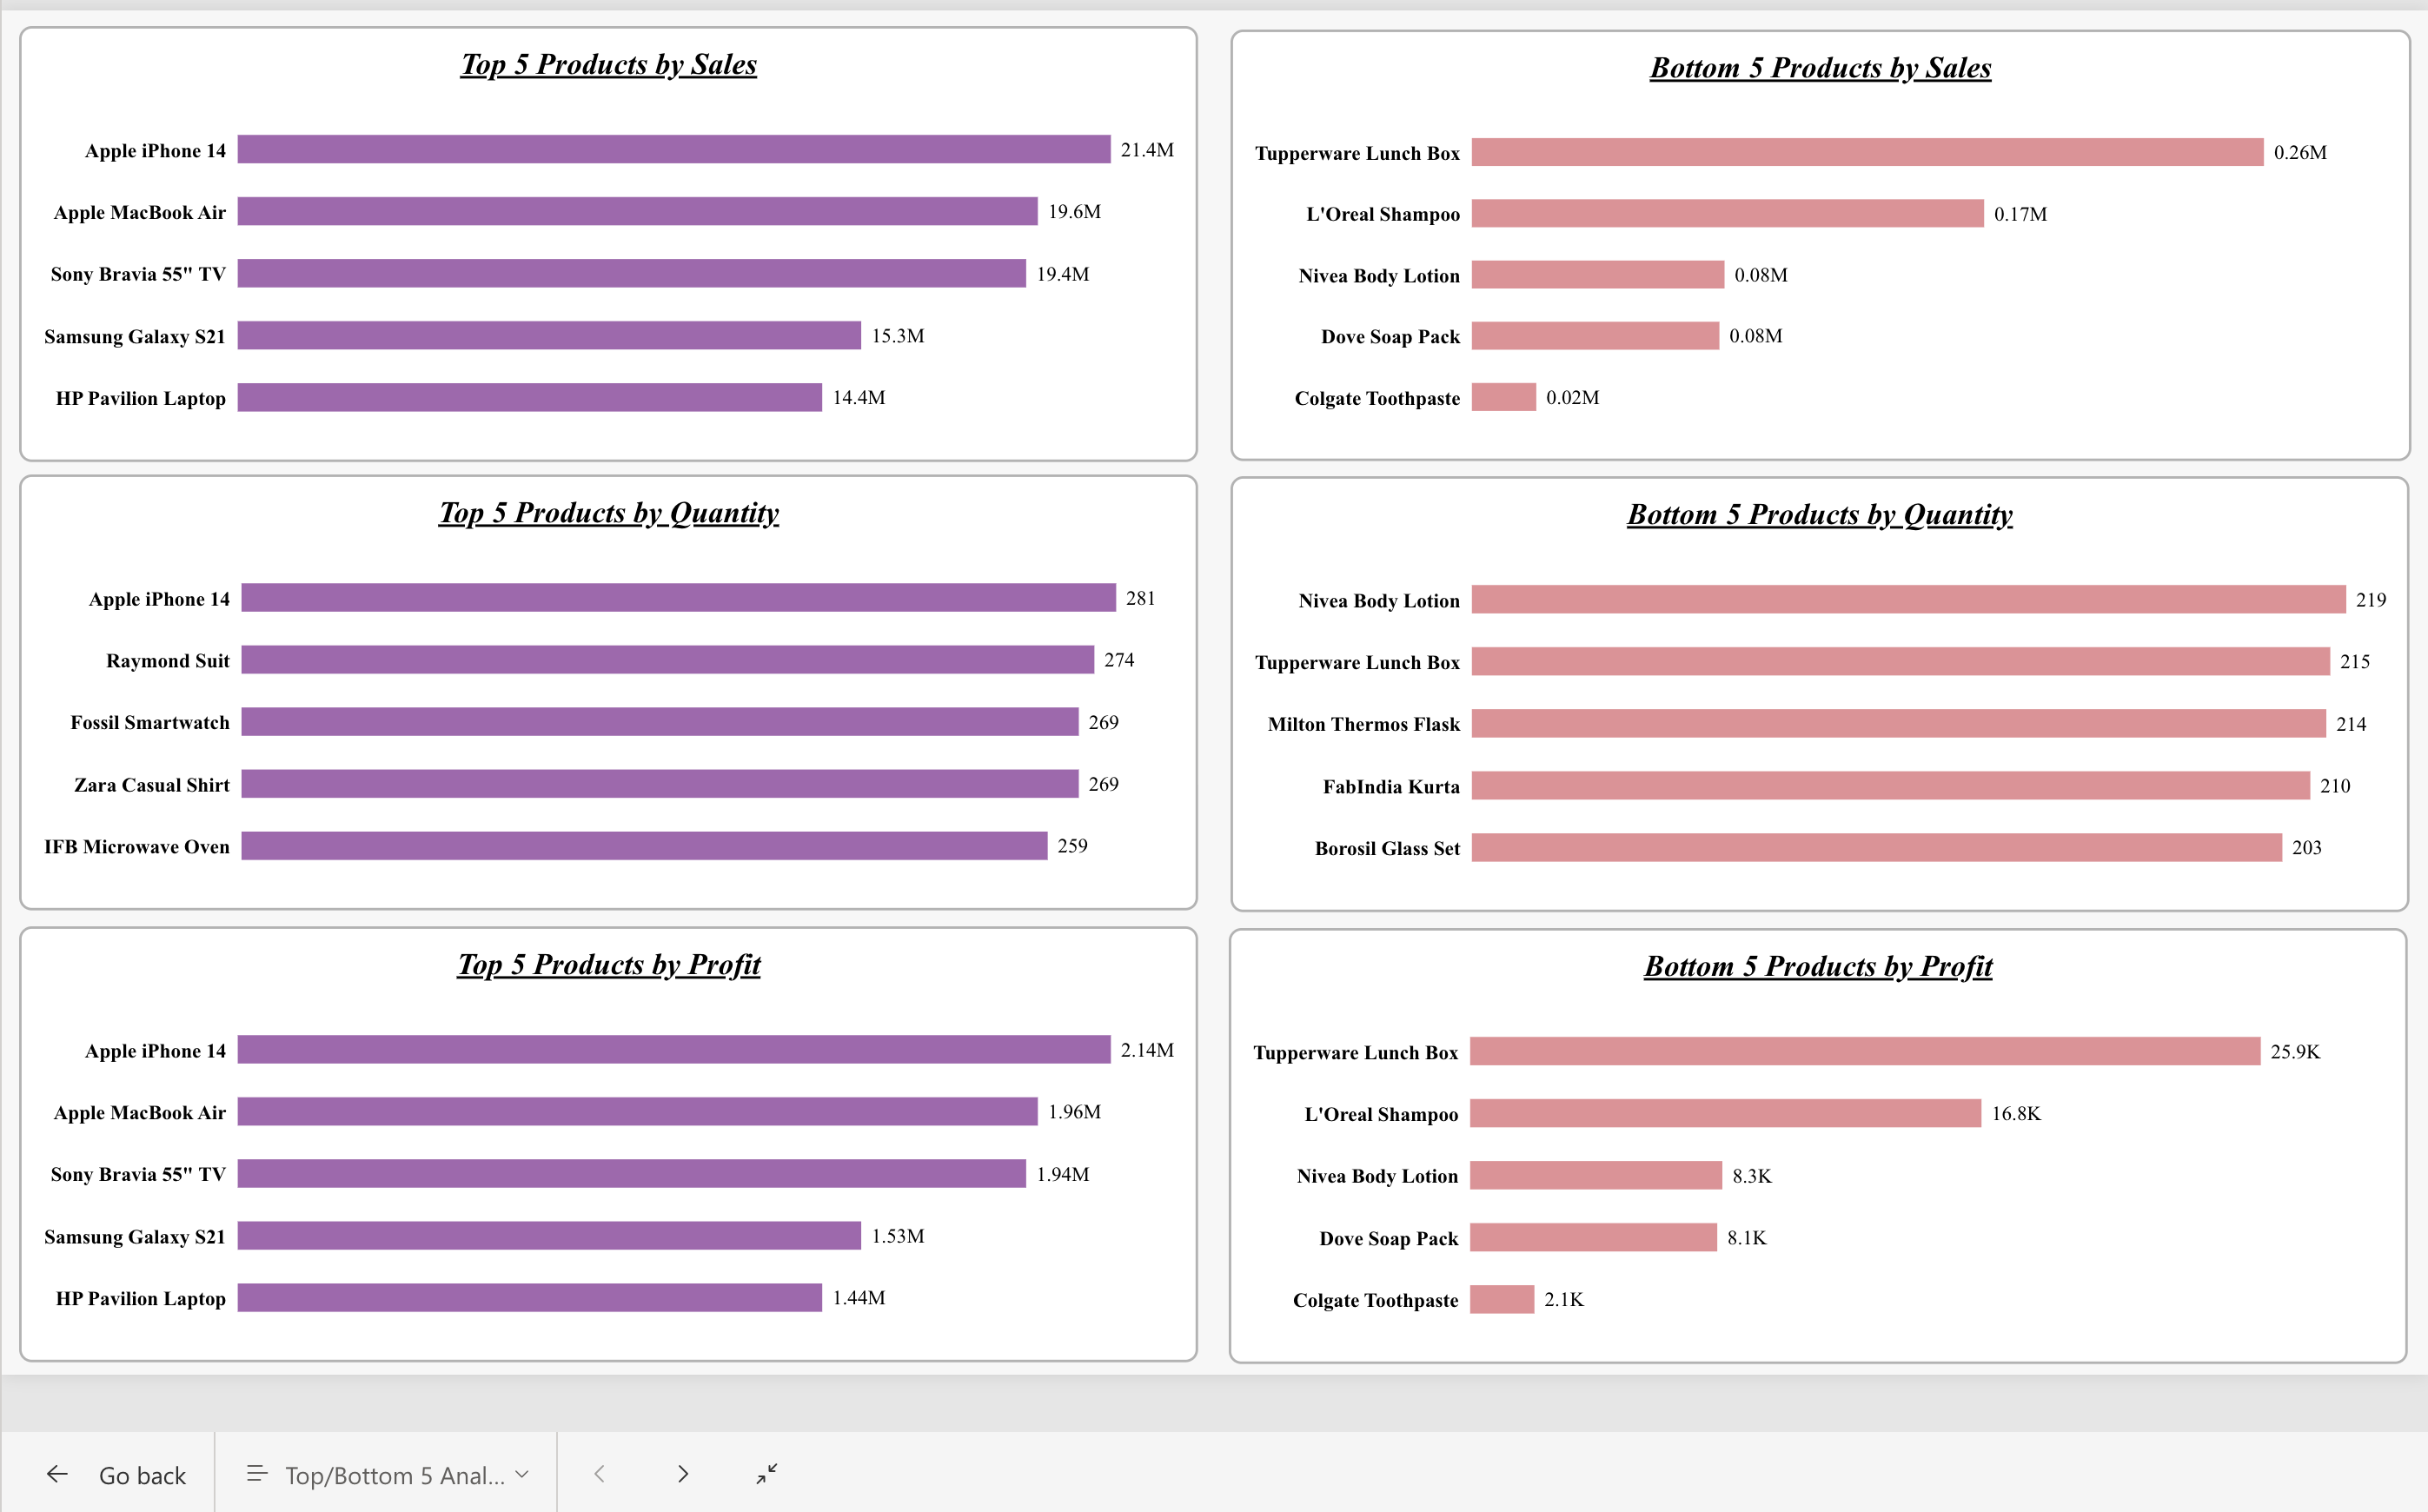 Top 5 Products by Sales
Apple iPhone 14 21.4M
Apple MacBook Air 19.6M
Sony Bravia 55" TV 19.4M
Samsung Galaxy S21 15.3M
HP Pavilion Laptop 14.4M
Bottom 5 Products by Sales
Tupperware Lunch Box 0.26M
L'Oreal Shampoo 0.17M
Nivea Body Lotion 0.08M
Dove Soap Pack 0.08M
Colgate Toothpaste 0.02M
Top 5 Products by Quantity
Apple iPhone 14 281
Raymond Suit 274
Fossil Smartwatch 269
Zara Casual Shirt 269
IFB Microwave Oven 259
Bottom 5 Products by Quantity
Nivea Body Lotion 219
Tupperware Lunch Box 215
Milton Thermos Flask 214
FabIndia Kurta 210
Borosil Glass Set 203
Top 5 Products by Profit
Apple iPhone 14 2.14M
Apple MacBook Air 1.96M
Sony Bravia 55" TV 1.94M
Samsung Galaxy S21 1.53M
HP Pavilion Laptop 1.44M
Bottom 5 Products by Profit
Tupperware Lunch Box 25.9K
L'Oreal Shampoo 16.8K
Nivea Body Lotion 8.3K
Dove Soap Pack 8.1K
Colgate Toothpaste 2.1K
Go back
Top/Bottom 5 Anal...